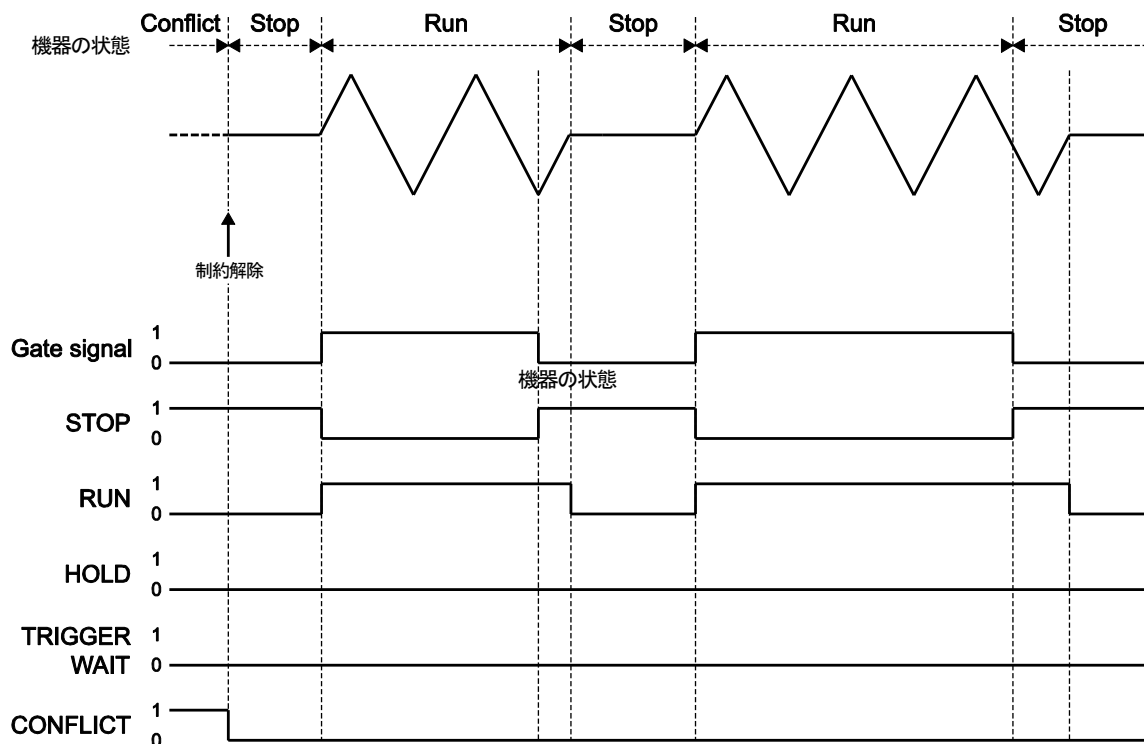 Conflict Stop Run Stop Run Stop
機器の状態
制約解除
Gate signal 1
0
機器の状態
STOP 1
0
RUN 1
0
HOLD 1
0
TRIGGER WAIT 1
0
CONFLICT 1
0